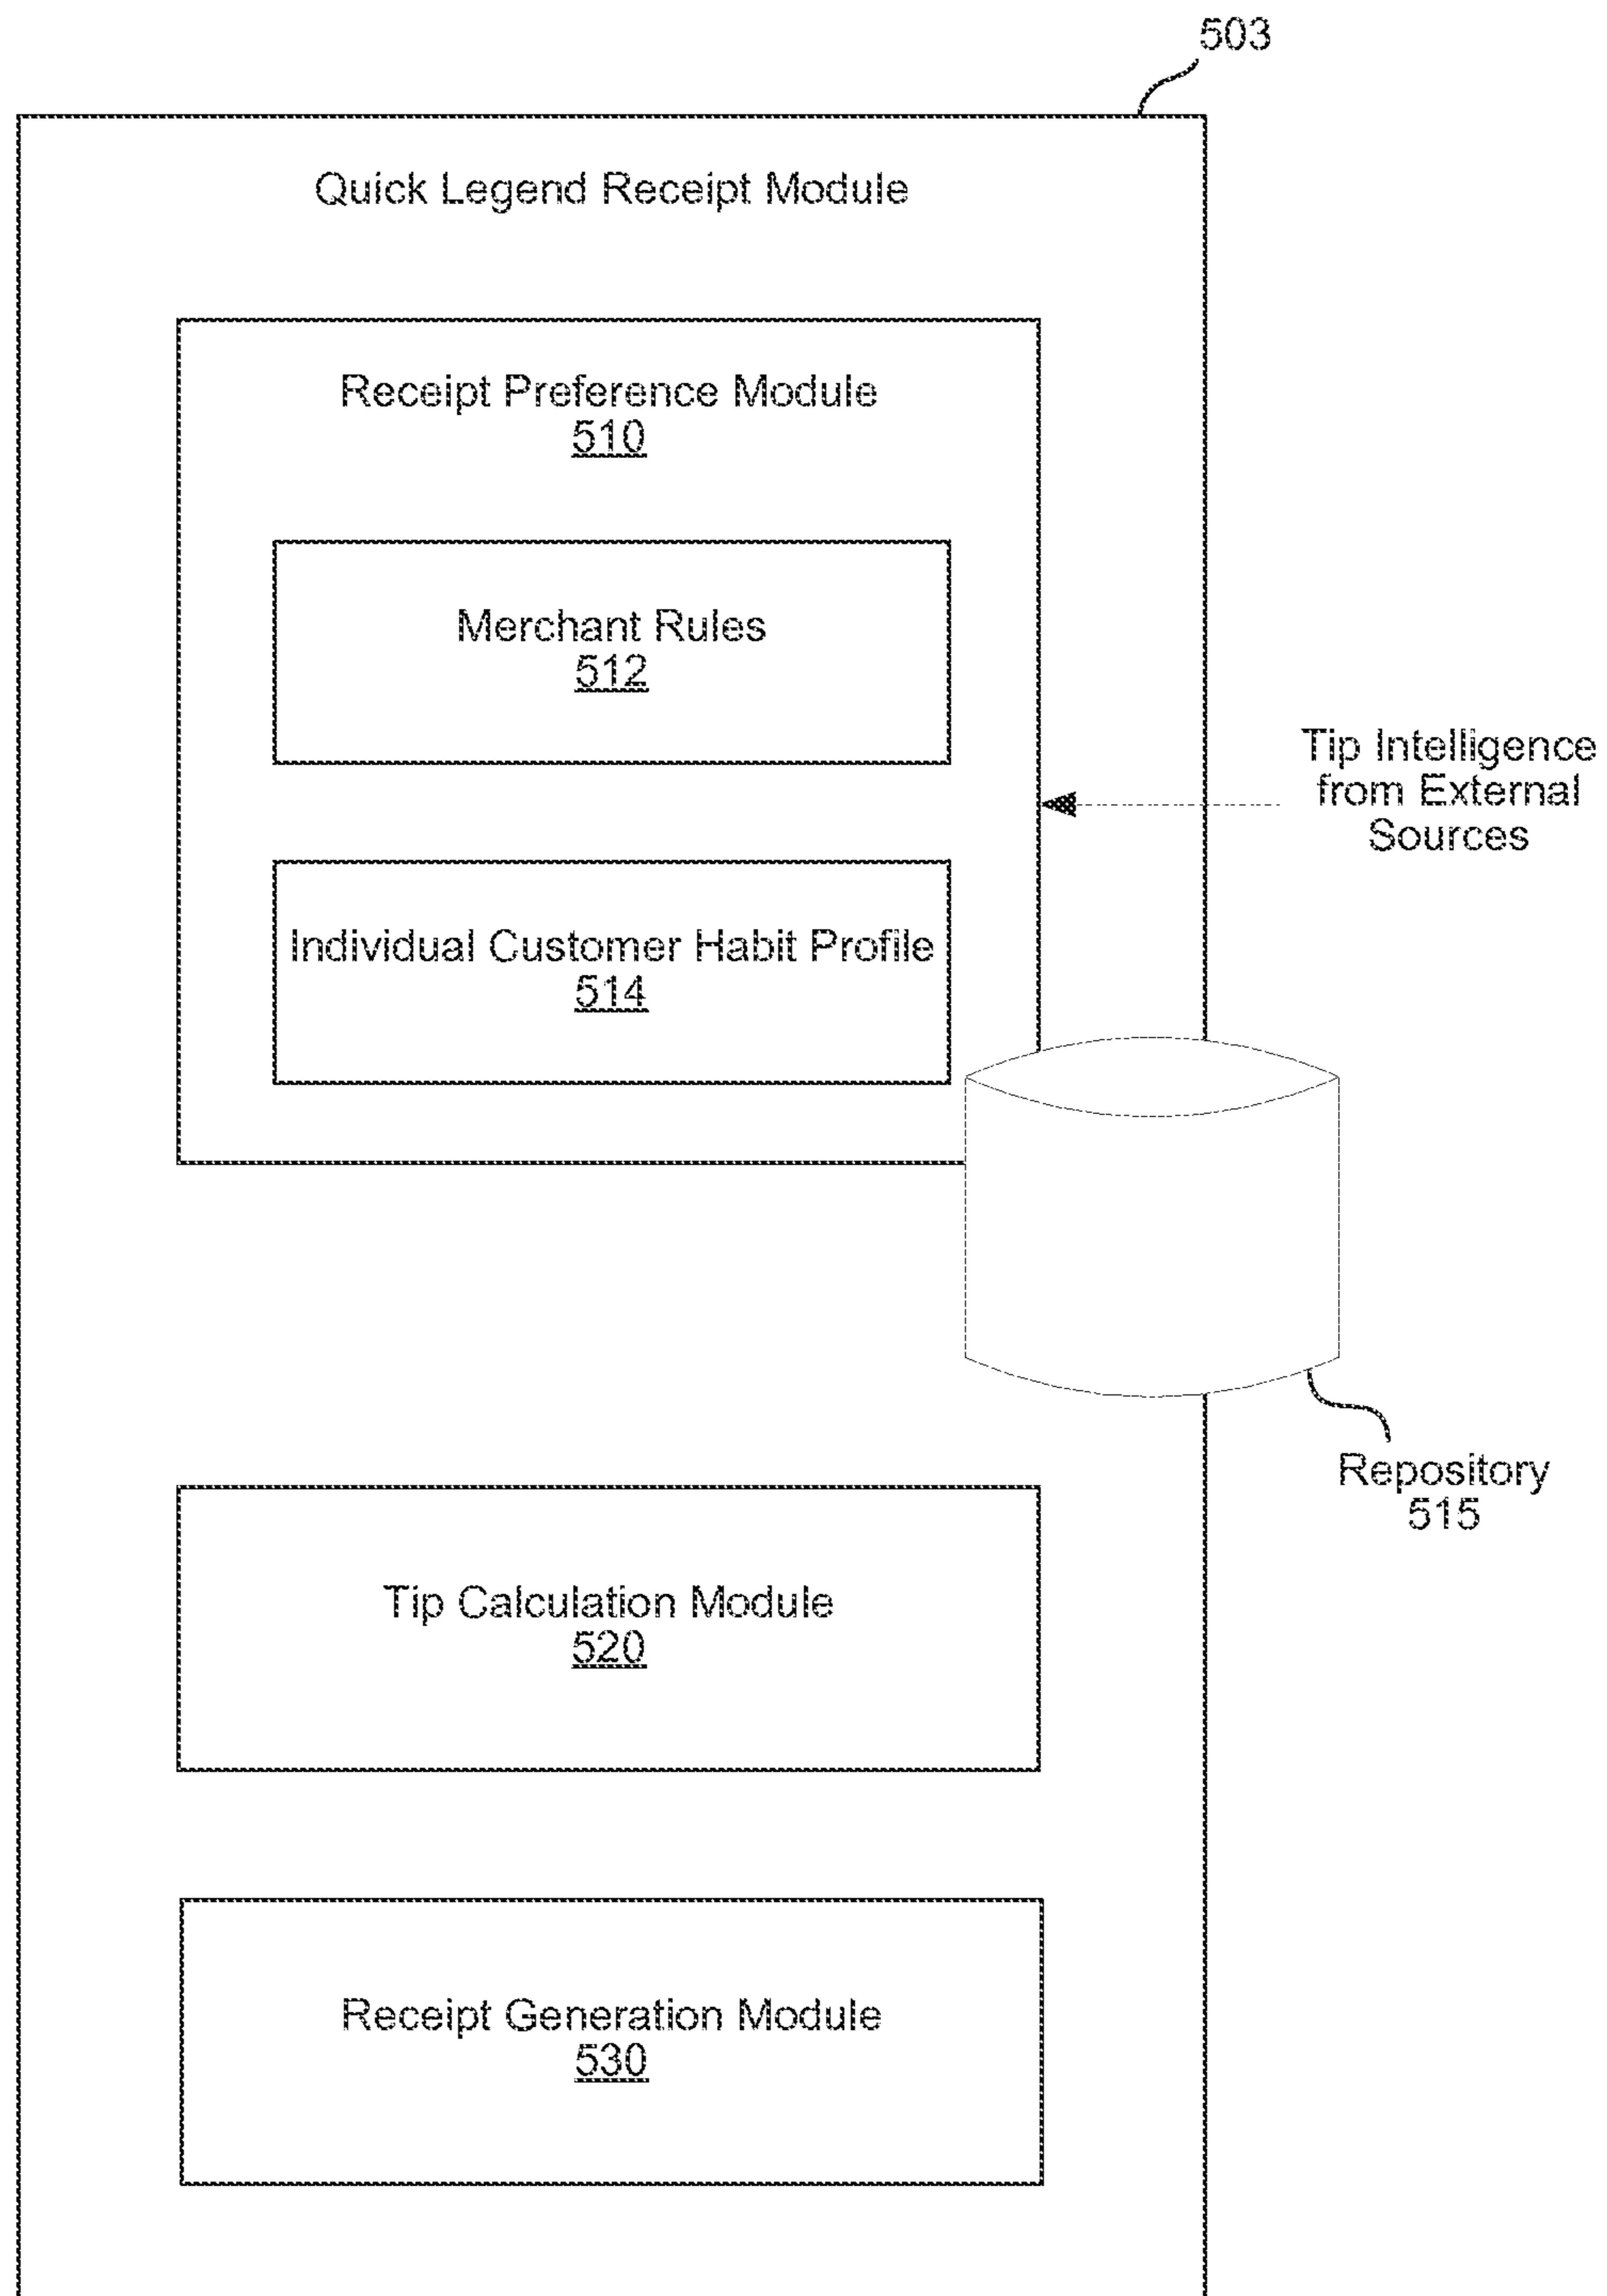 503
Quick Legend Receipt Module
Receipt Preference Module
510
Merchant Rules
512
Tip Intelligence
from External
Sources
Individual Customer Habit Profile
514
Repository
515
Tip Calculation Module
520
Receipt Generation Module
530